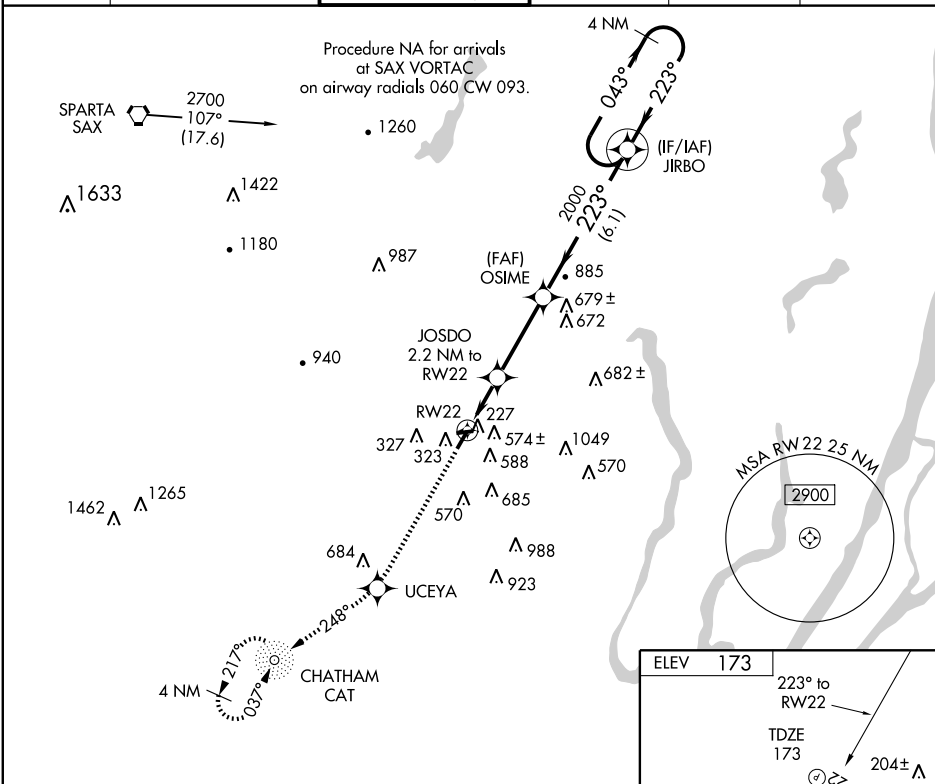 4 NM
Procedure NA for arrivals
at SAX VORTAC
on airway radials 060 CW 093.
SPARTA
SAX
2700
107°
(17.6)
1260
043°
223°
(IF/IAF)
JIRBO
1633
1422
1180
2000
223°
(6.1)
987
(FAF)
OSIME
885
679 ±
672
JOSDO
2.2 NM to
RW22
940
682 ±
RW22
227
327
323
574 ±
588
1049
570
685
570
1462
1265
MSA RW 22 25 NM
2900
684
988
923
UCEYA
248°
217°
037°
4 NM
CHATHAM
CAT
ELEV 173
223° to
RW22
TDZE
173
204 ±
22
P